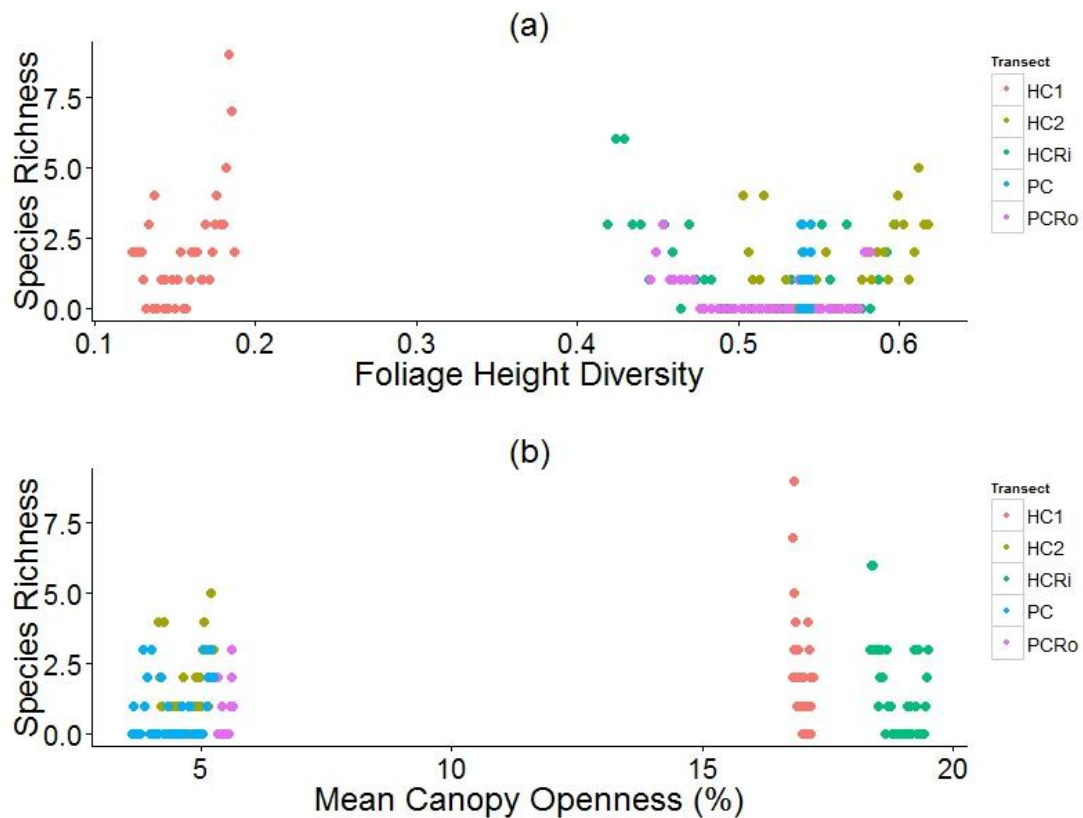 (a)
Species Richness
7.5
5.0
2.5
0.0
0.1 0.2 0.3 0.4 0.5 0.6
Foliage Height Diversity
Transect
HC1
HC2
HCRi
PC
PCRo
(b)
Species Richness
7.5
5.0
2.5
0.0
5 10 15 20
Mean Canopy Openness (%)
Transect
HC1
HC2
HCRi
PC
PCRo